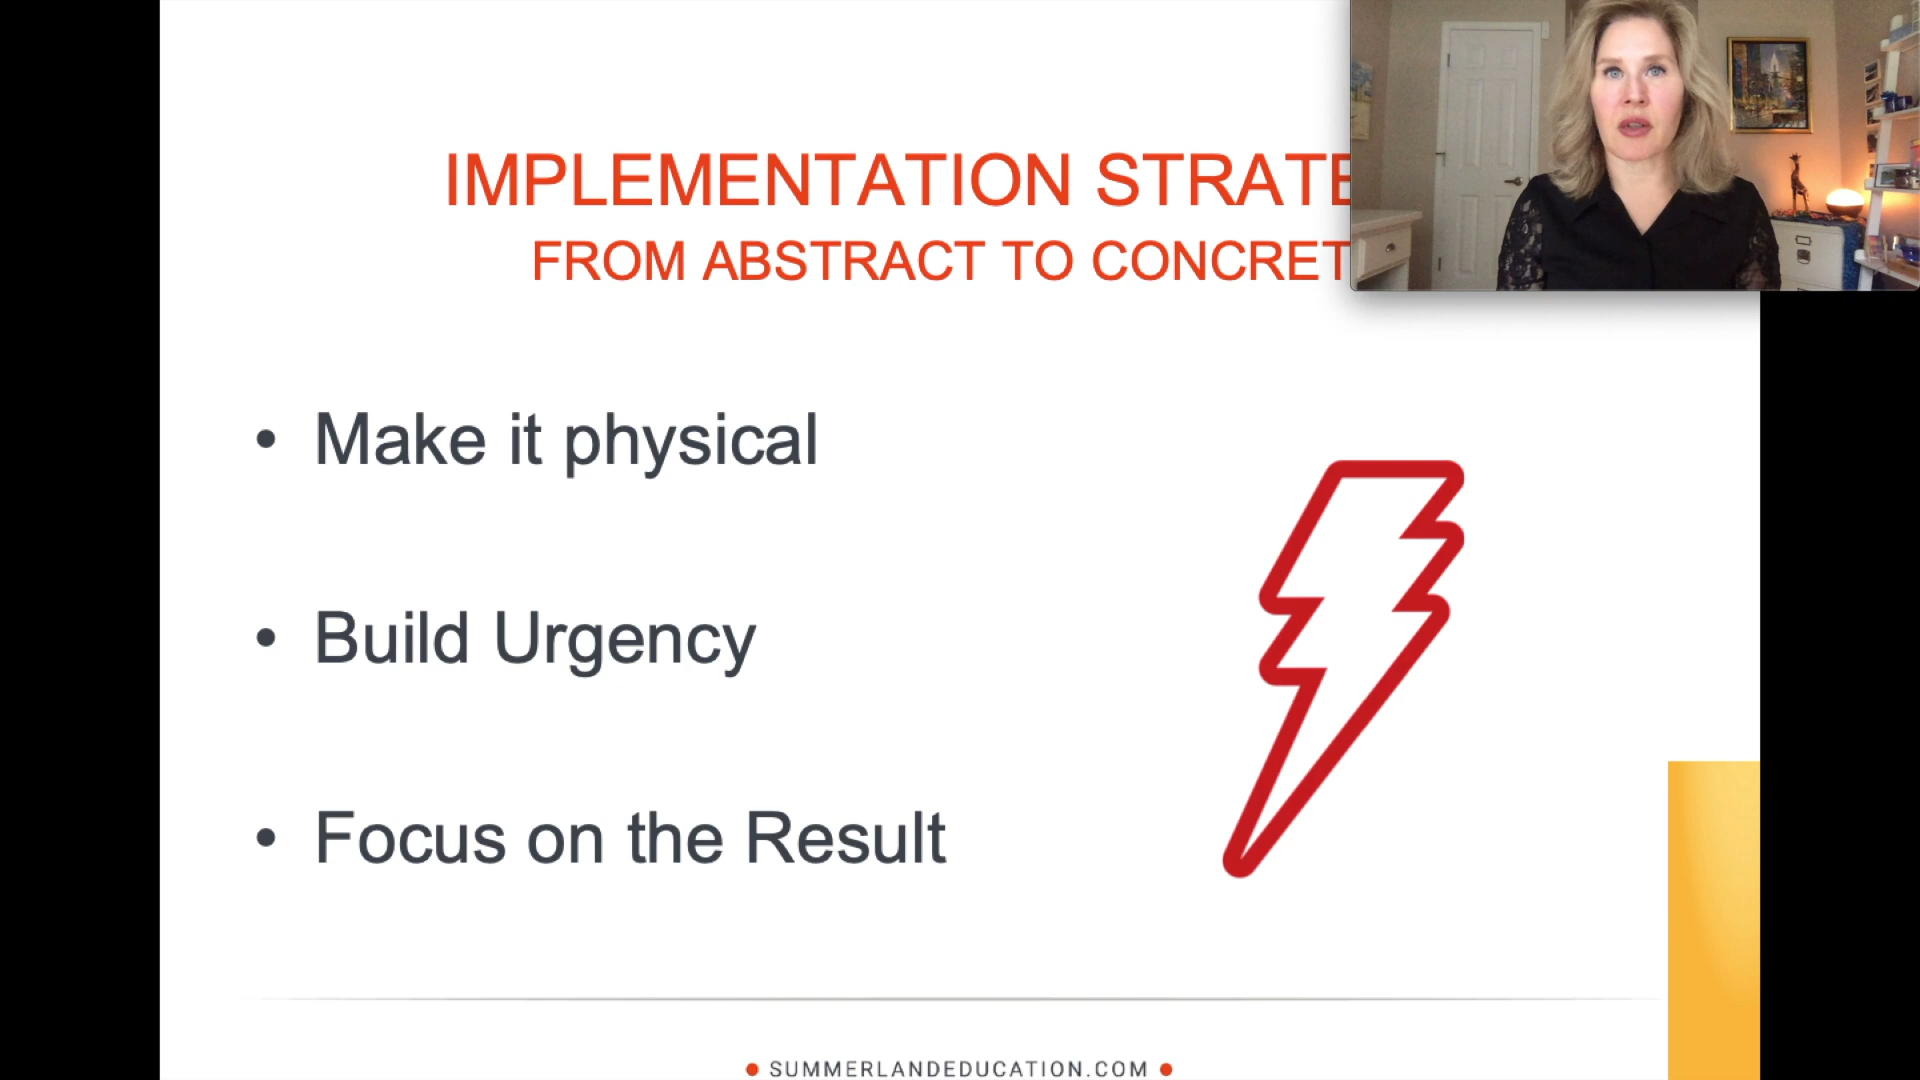 IMPLEMENTATION STRATE
FROM ABSTRACT TO CONCRET
• Make it physical
• Build Urgency
• Focus on the Result
• SUMMERLANDEDUCATION.COM •